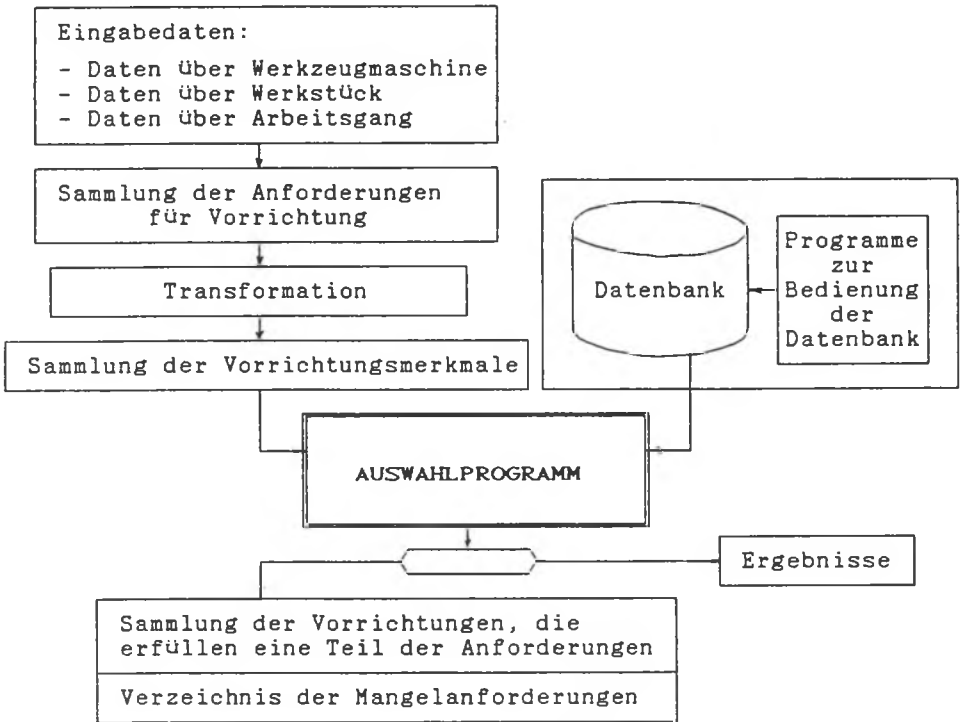 Eingabedaten:
- Daten über Werkzeugmaschine
- Daten über Werkstück
- Daten über Arbeitsgang
Sammlung der Anforderungen
für Vorrichtung
Transformation
Sammlung der Vorrichtungsmerkmale
Datenbank
Programme
zur
Bedienung
der
Datenbank
AUSWAHLPROGRAMM
Ergebnisse
Sammlung der Vorrichtungen, die
erfüllen eine Teil der Anforderungen
Verzeichnis der Mangelanforderungen